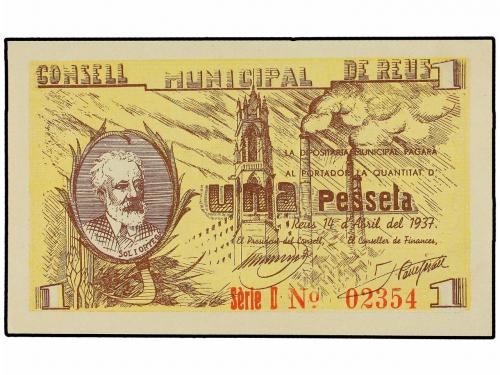 CONSELL MUNICIPAL DE REUS 1
LA DIPOSITARIA MUNICIPAL PAGARÀ
AL PORTADOR LA QUANTITAT D'
una Pesseta.
Reus 14 d'Abril del 1937.
El President del Consell, El Conseller de Finances,
SOL I ORTEGA
1 Sèrie D Nº 02354 1